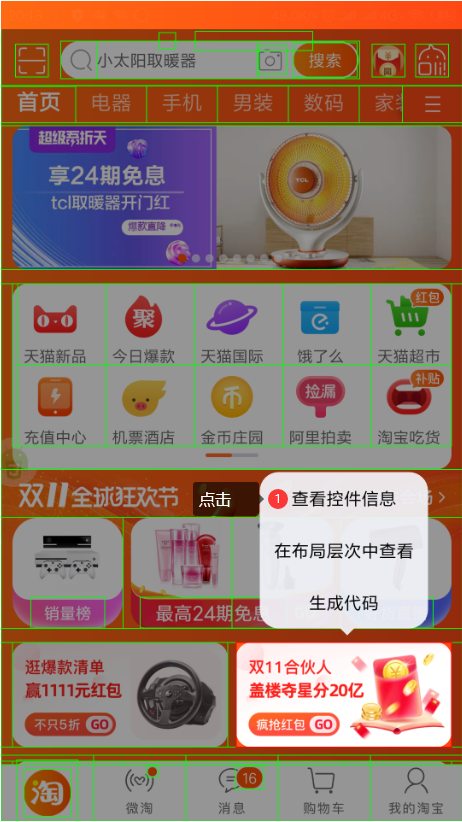 小太阳取暖器
搜索
Oli!
首页 电器 手机 男装 数码
超级系折天
享24期免息
tcl取暖器开门红
爆款直降
TCL
红包
天猫新品 今日爆款 天猫国际 饿了么 天猫超市
聚
币
捡漏
补贴
充值中心 机票酒店 金币庄园 阿里拍卖 淘宝吃货
双11全球狂欢节
点击
1 查看控件信息
在布局层次中查看
生成代码
销量榜
最高24期免息
逛爆款清单
赢1111元红包
不只5折 GO
双11合伙人
盖楼夺星分20亿
疯抢红包 GO
淘
微淘
16
消息
购物车
我的淘宝